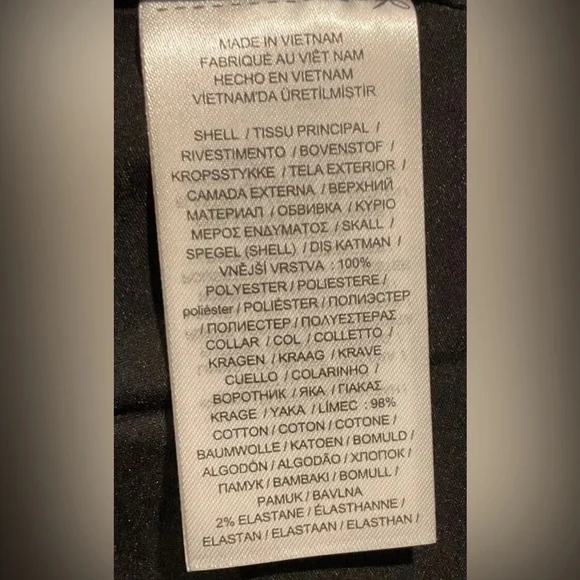 MADE IN VIETNAM
FABRIQUÉ AU VIÊT NAM
HECHO EN VIETNAM
VİETNAM'DA ÜRETİLMİŞTİR
SHELL / TISSU PRINCIPAL /
RIVESTIMENTO / BOVENSTOF /
KROPSSTYKKE / TELA EXTERIOR /
CAMADA EXTERNA / ВЕРХНИЙ
МАТЕРИАЛ / ОБВИВКА / ΚΥΡΙΟ
ΜΕΡΟΣ ΕΝΔΥΜΑΤΟΣ / SKALL /
SPEGEL (SHELL) / DIŞ KATMAN /
VNĚJŠÍ VRSTVA : 100%
POLYESTER / POLIESTERE /
poliéster / POLIÉSTER / ПОЛИЭСТЕР
/ ПОЛИЕСТЕР / ΠΟΛΥΕΣΤΕΡΑΣ
COLLAR / COL / COLLETTO /
KRAGEN / KRAAG / KRAVE
CUELLO / COLARINHO /
ВОРОТНИК / ЯКА / ΓΙΑΚΑΣ
KRAGE / YAKA / LÍMEC : 98%
COTTON / COTON / COTONE /
BAUMWOLLE / KATOEN / BOMULD /
ALGODÓN / ALGODÃO / ХЛОПОК /
ПАМУК / ΒΑΜΒΑΚΙ / BOMULL /
PAMUK / BAVLNA
2% ELASTANE / ÉLASTHANNE /
ELASTAN / ELASTAAN / ELASTHAN /